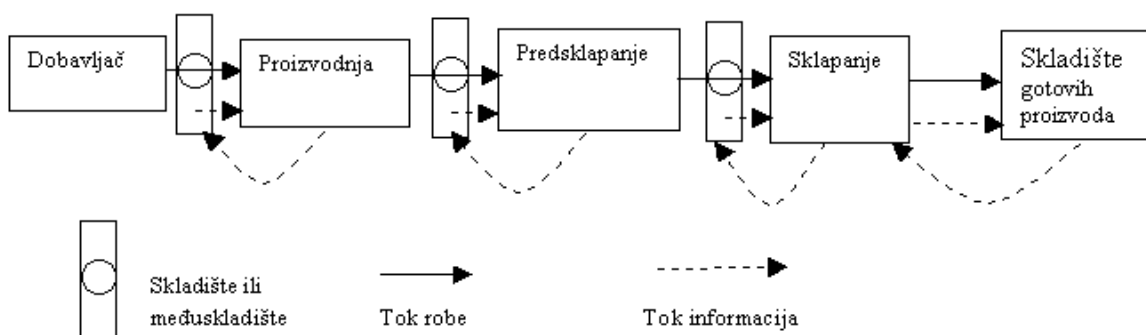 Dobavljač
Proizvodnja
Predsklapanje
Sklapanje
Skladište
gotovih
proizvoda
Skladište ili
međuskladište
Tok robe
Tok informacija